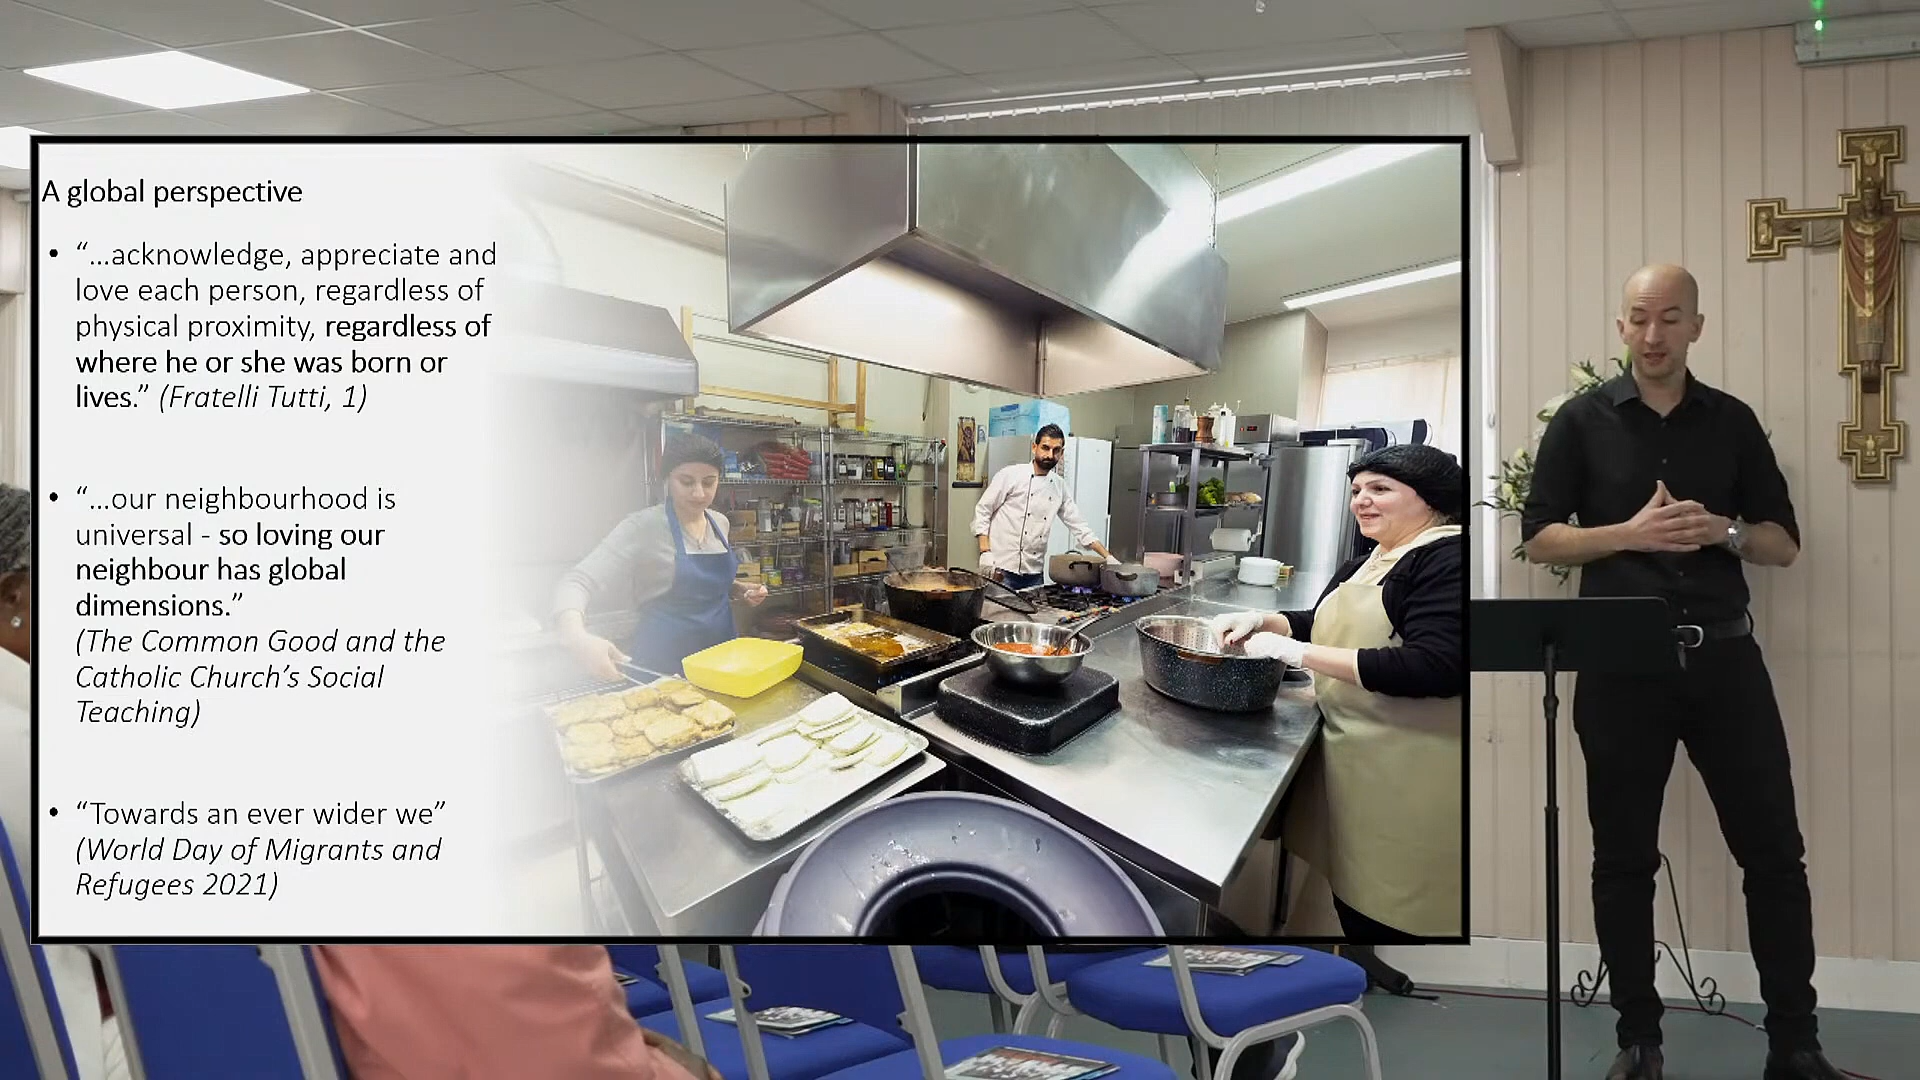 A global perspective
• “...acknowledge, appreciate and
love each person, regardless of
physical proximity, regardless of
where he or she was born or
lives.” (Fratelli Tutti, 1)
• “...our neighbourhood is
universal - so loving our
neighbour has global
dimensions.”
(The Common Good and the
Catholic Church’s Social
Teaching)
• “Towards an ever wider we”
(World Day of Migrants and
Refugees 2021)